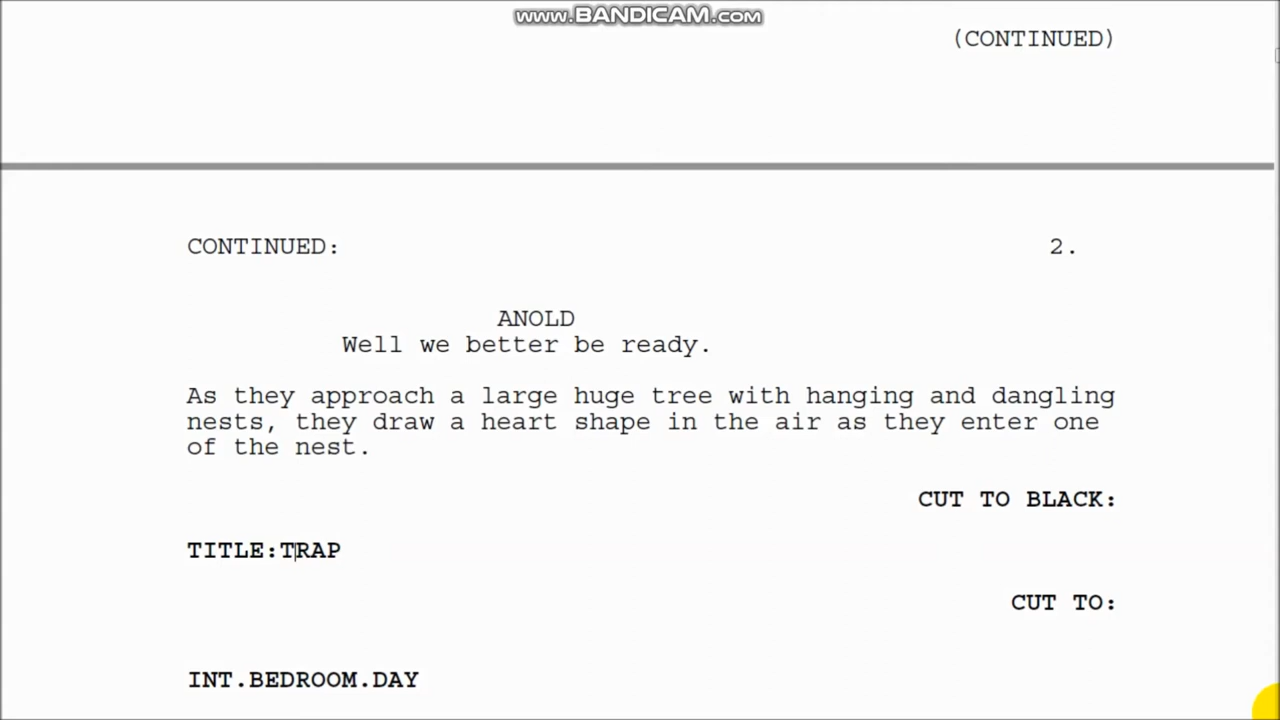 www.BANDICAM.com
(CONTINUED)
CONTINUED: 2.
ANOLD
Well we better be ready.
As they approach a large huge tree with hanging and dangling
nests, they draw a heart shape in the air as they enter one
of the nest.
CUT TO BLACK:
TITLE:TRAP
CUT TO:
INT.BEDROOM.DAY